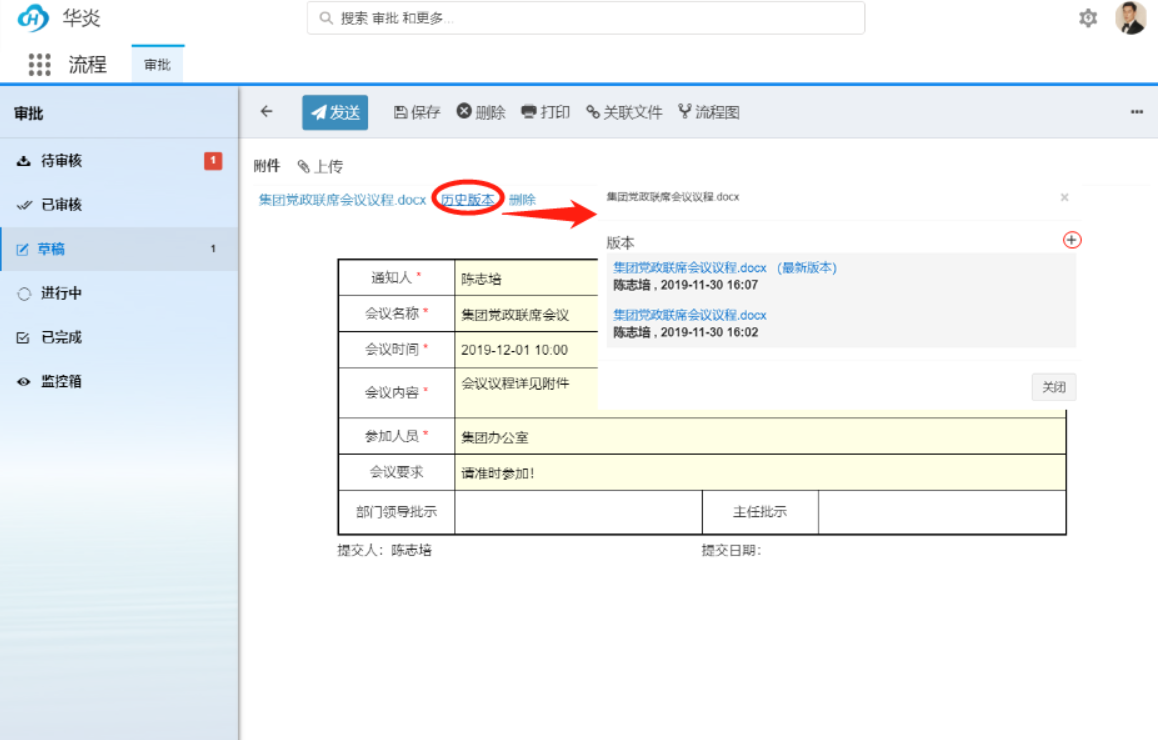 华炎
搜索 审批 和更多...
流程
审批
审批
发送
保存
删除
打印
关联文件
流程图
待审核
1
已审核
草稿
1
进行中
已完成
监控箱
附件
上传
集团党政联席会议议程.docx 历史版本 删除
集团党政联席会议议程.docx
版本
集团党政联席会议议程.docx (最新版本)
陈志培 , 2019-11-30 16:07
集团党政联席会议议程.docx
陈志培 , 2019-11-30 16:02
关闭
通知人 * 陈志培
会议名称 * 集团党政联席会议
会议时间 * 2019-12-01 10:00
会议内容 * 会议议程详见附件
参加人员 * 集团办公室
会议要求 请准时参加!
部门领导批示 主任批示
提交人: 陈志培 提交日期: